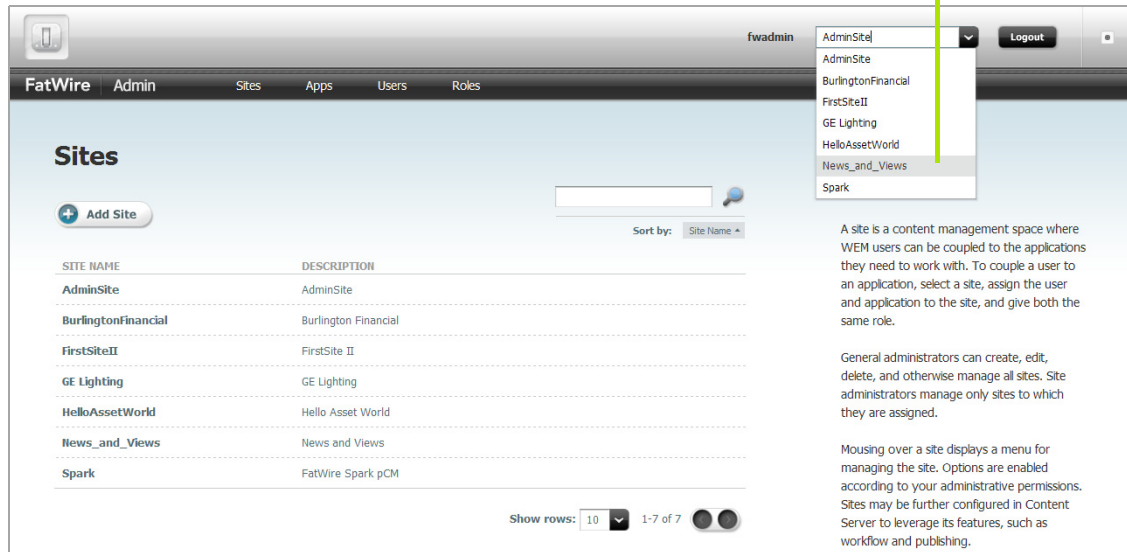 fwadmin AdminSite Logout
AdminSite
BurlingtonFinancial
FirstSiteII
GE Lighting
HelloAssetWorld
News_and_Views
Spark
FatWire Admin Sites Apps Users Roles
Sites
Add Site
Sort by: Site Name
SITE NAME DESCRIPTION
AdminSite AdminSite
BurlingtonFinancial Burlington Financial
FirstSiteII FirstSite II
GE Lighting GE Lighting
HelloAssetWorld Hello Asset World
News_and_Views News and Views
Spark FatWire Spark pCM
Show rows: 10 1-7 of 7
A site is a content management space where
WEM users can be coupled to the applications
they need to work with. To couple a user to
an application, select a site, assign the user
and application to the site, and give both the
same role.
General administrators can create, edit,
delete, and otherwise manage all sites. Site
administrators manage only sites to which
they are assigned.
Mousing over a site displays a menu for
managing the site. Options are enabled
according to your administrative permissions.
Sites may be further configured in Content
Server to leverage its features, such as
workflow and publishing.